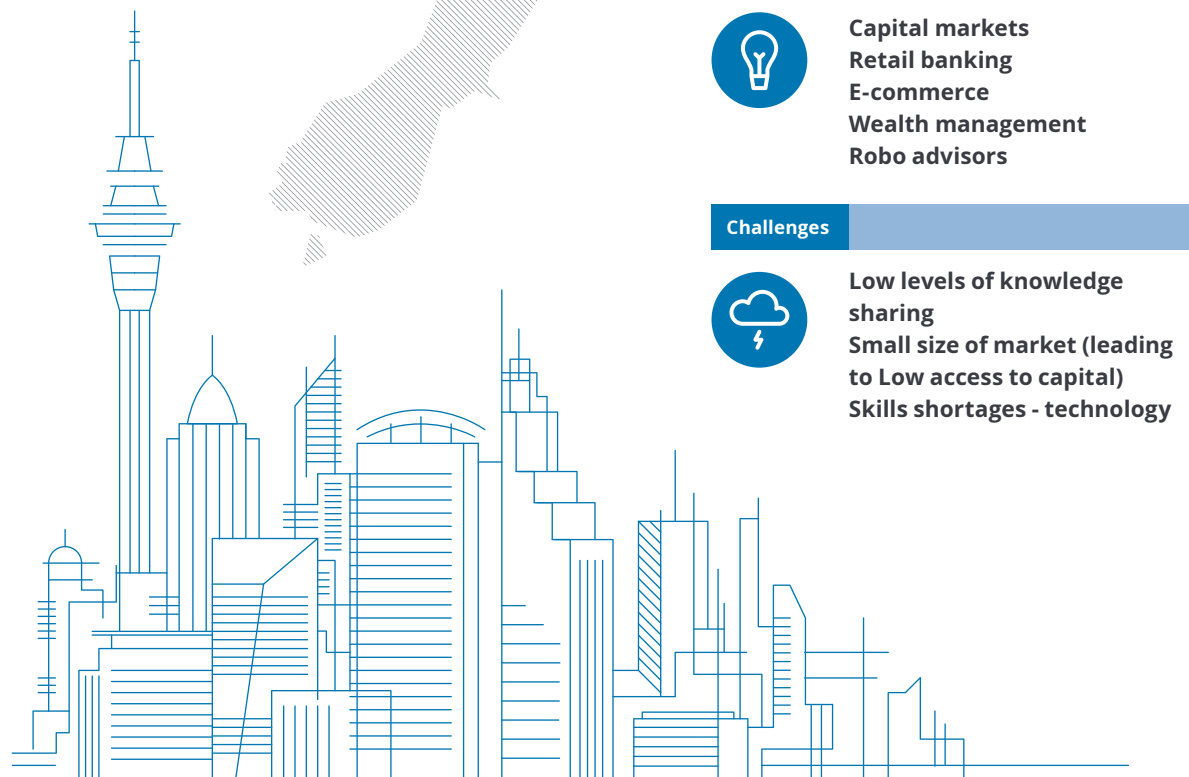 Capital markets
Retail banking
E-commerce
Wealth management
Robo advisors
Challenges
Low levels of knowledge
sharing
Small size of market (leading
to Low access to capital)
Skills shortages - technology